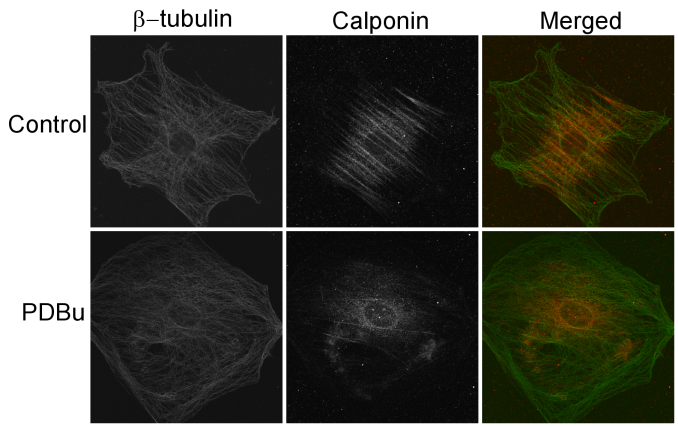 β–tubulin Calponin Merged
Control
PDBu